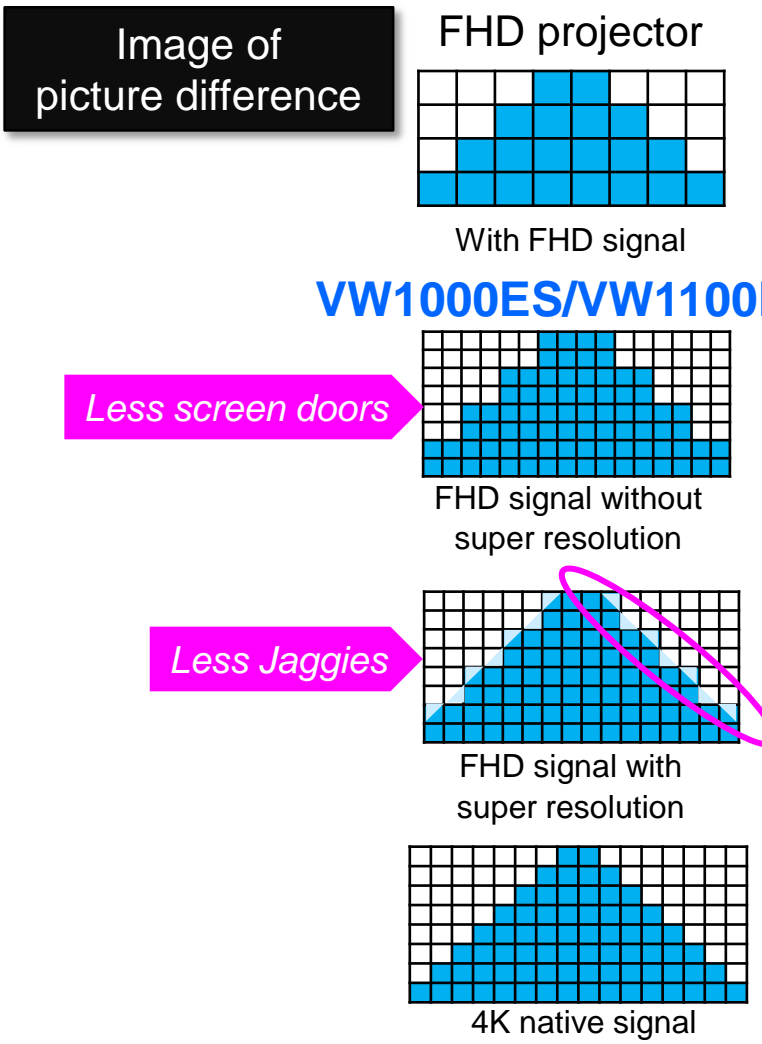 Image of
picture difference
FHD projector
With FHD signal
VW1000ES/VW1100
Less screen doors
FHD signal without
super resolution
Less Jaggies
FHD signal with
super resolution
4K native signal